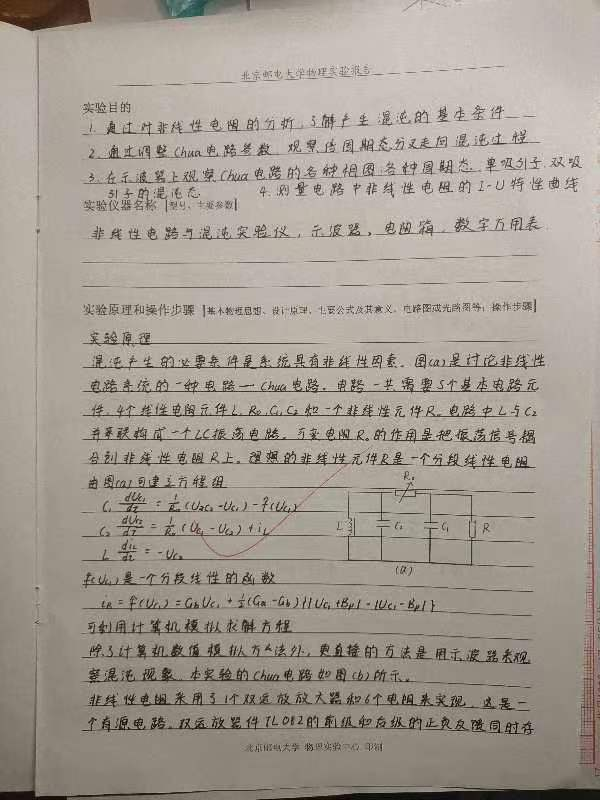 北京邮电大学物理实验报告
实验目的
1. 通过对非线性电阻的分析,了解产生混沌的基本条件
2. 通过调整Chua电路参数,观察倍周期态分叉走向混沌过程
3. 在示波器上观察Chua电路的各种相图:各种周期态、单吸引子、双吸
引子的混沌态 4. 测量电路中非线性电阻的I-U特性曲线
实验仪器名称 |型号、主要参数|
非线性电路与混沌实验仪,示波器,电阻箱,数字万用表.
实验原理和操作步骤 |基本物理思想、设计原理、主要公式及其意义、电路图或光路图等;操作步骤|
实验原理
混沌产生的必要条件是系统具有非线性因素. 图(a)是讨论非线性
电路系统的一种电路—Chua电路. 电路一共需要5个基本电路元
件, 4个线性电阻元件L, R₀, C₁, C₂ 和一个非线性元件R。电路中L与C₂
并联构成一个LC振荡电路. 可变电阻R₀的作用是把振荡信号耦
合到非线性电阻R上。理想的非线性元件R是一个分段线性电阻
由图(a)可建立方程组
C₁ dUc₁/dt = 1/R₀ (Uc₂ - Uc₁) - f(Uc₁)
C₂ dUc₂/dt = 1/R₀ (Uc₁ - Uc₂) + iL
L diL/dt = -Uc₂
R₀
L C₂ C₁ R
(a)
f(Uc₁)是一个分段线性的函数
iR = f(Uc₁) = GbUc₁ + 1/2(Ga - Gb){|Uc₁ + Bp| - |Uc₁ - Bp|}
可利用计算机模拟求解方程
除了计算机数值模拟方法外, 更直接的方法是用示波器来观
察混沌现象. 本实验的Chua电路如图(b)所示。
非线性电阻采用了1个双运放放大器和6个电阻来实现. 这是一
个有源电路. 双运放器件TL082的前级和后级的正负反馈同时存
北京邮电大学 物理实验中心 印制